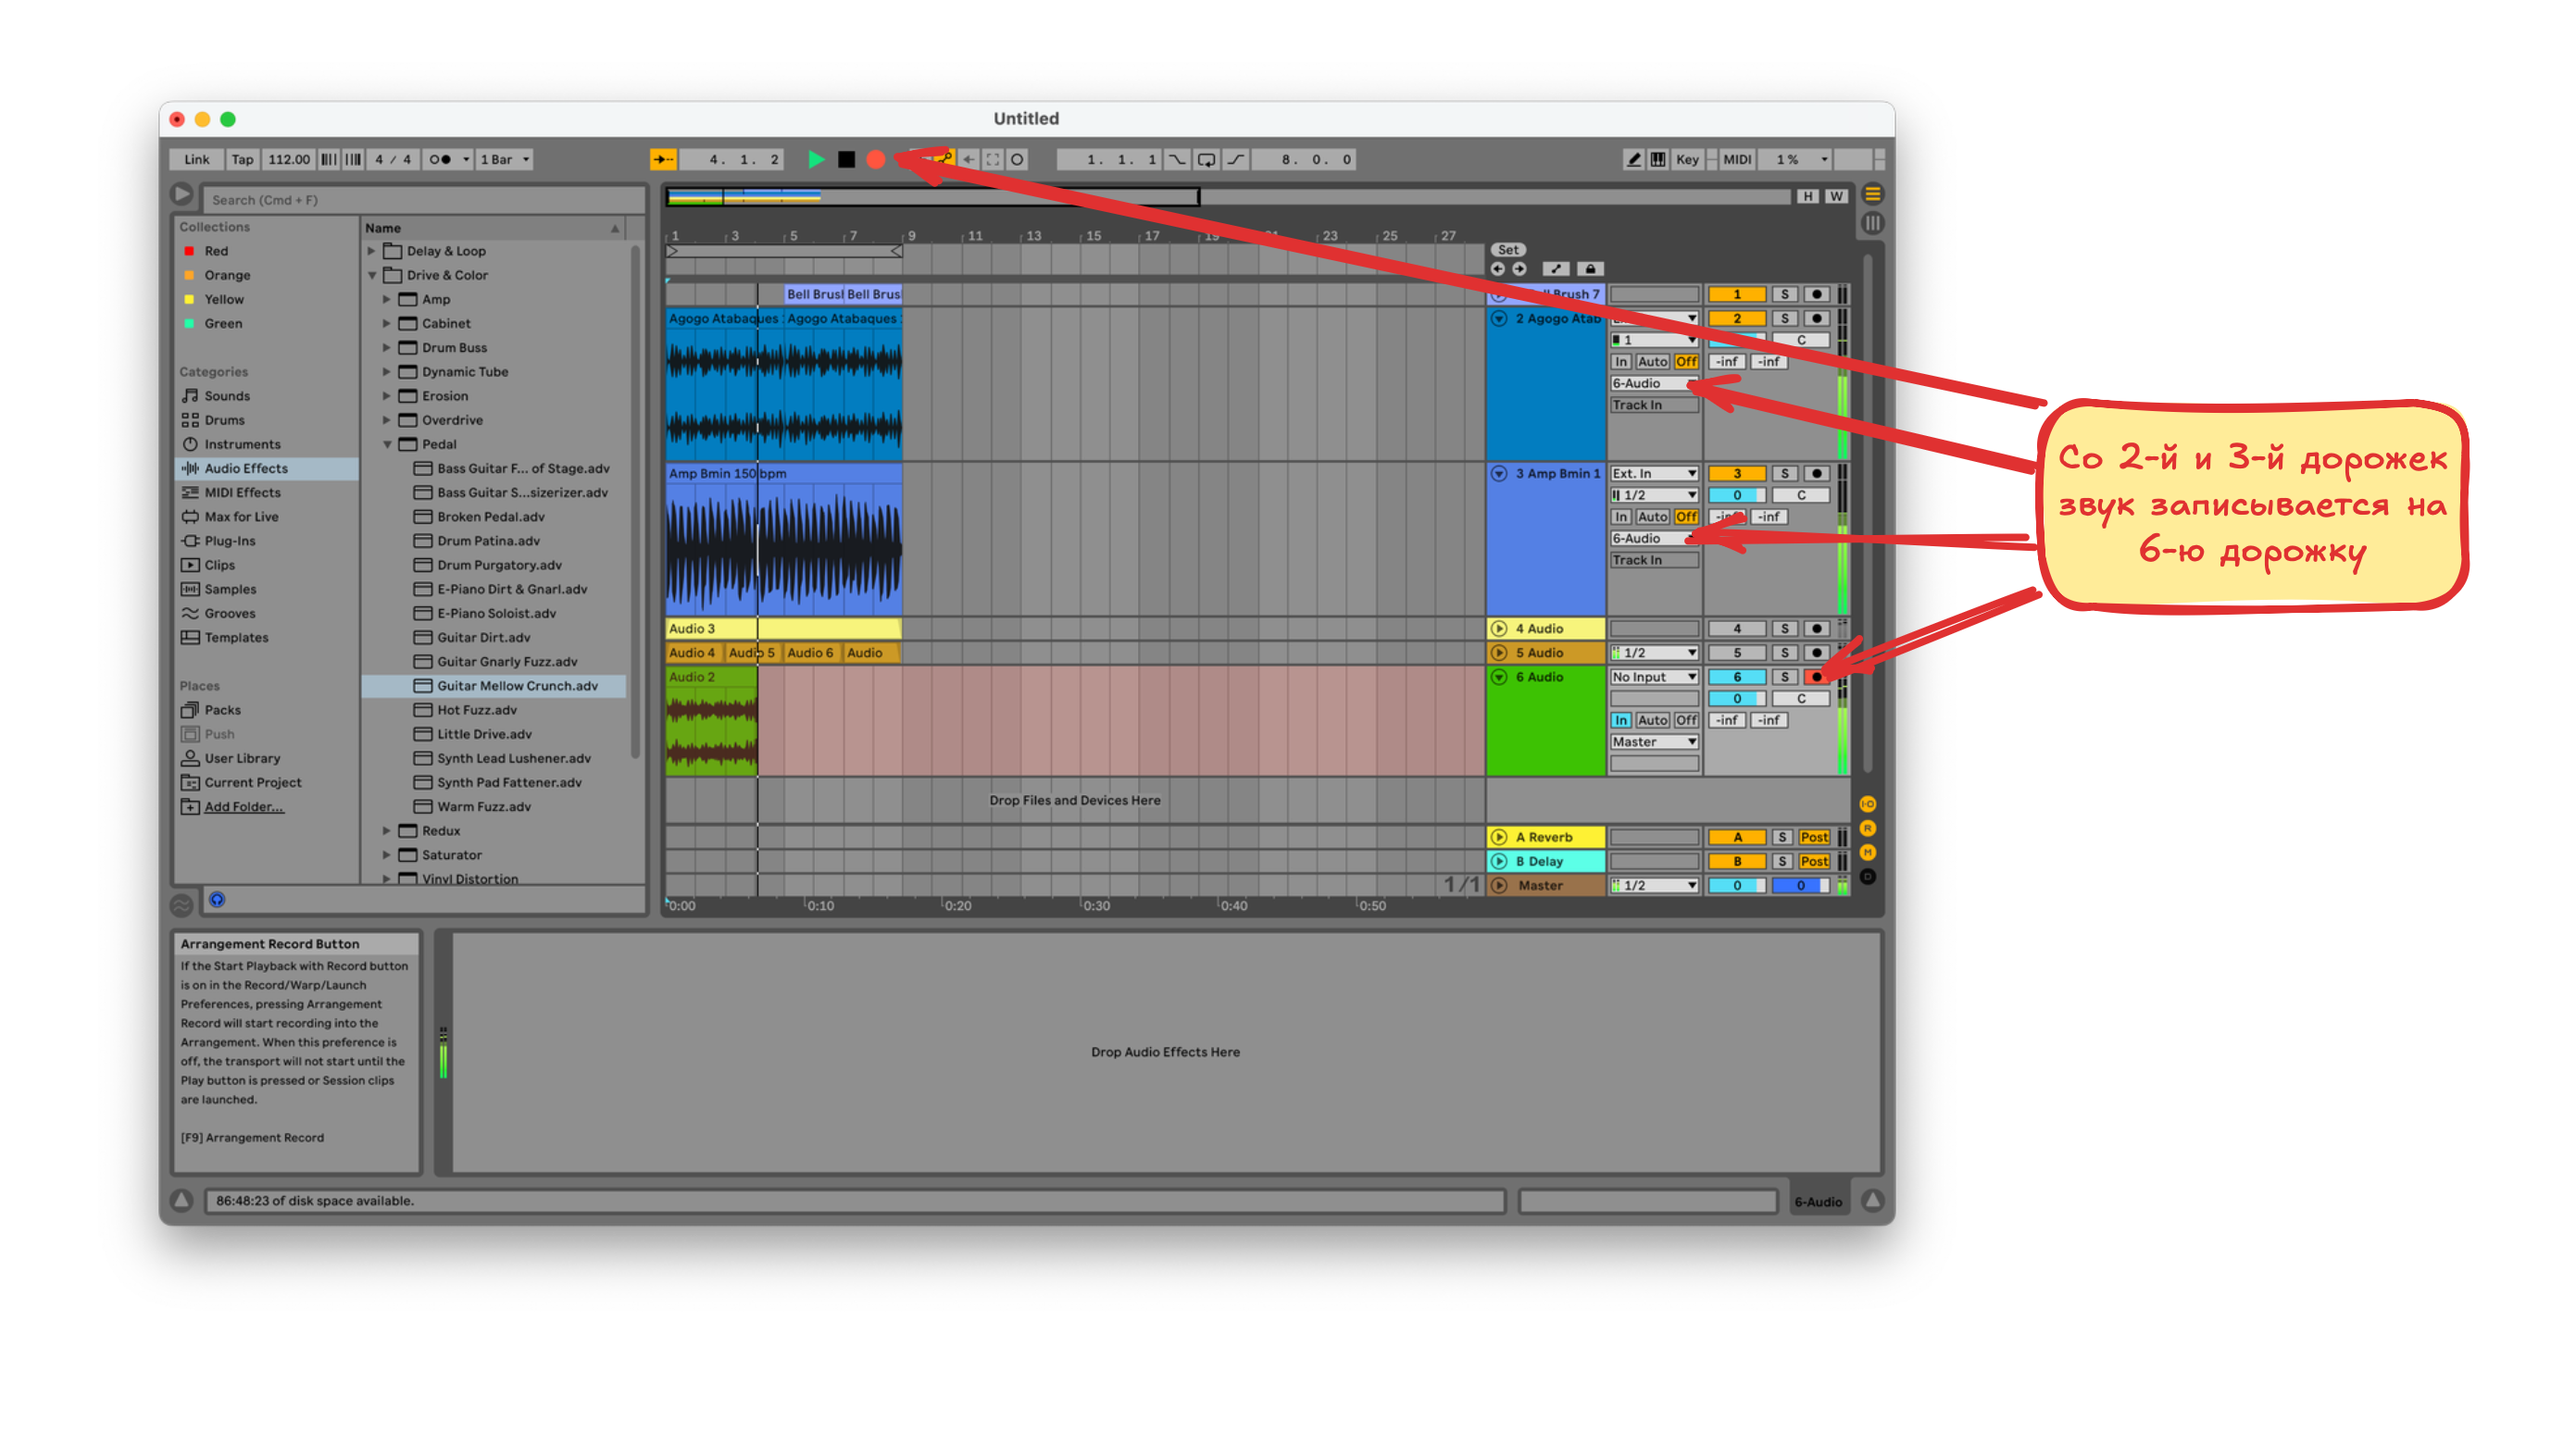 Untitled
Link Tap 112.00 4 / 4 1 Bar 4. 1. 2 1. 1. 1 8. 0. 0 Key MIDI 1 %
Search (Cmd + F)
H W
Collections
Red
Orange
Yellow
Green
Categories
Sounds
Drums
Instruments
Audio Effects
MIDI Effects
Max for Live
Plug-Ins
Clips
Samples
Grooves
Templates
Places
Packs
Push
User Library
Current Project
Add Folder...
Name
Delay & Loop
Drive & Color
Amp
Cabinet
Drum Buss
Dynamic Tube
Erosion
Overdrive
Pedal
Bass Guitar F... of Stage.adv
Bass Guitar S...sizerizer.adv
Broken Pedal.adv
Drum Patina.adv
Drum Purgatory.adv
E-Piano Dirt & Gnarl.adv
E-Piano Soloist.adv
Guitar Dirt.adv
Guitar Gnarly Fuzz.adv
Guitar Mellow Crunch.adv
Hot Fuzz.adv
Little Drive.adv
Synth Lead Lushener.adv
Synth Pad Fattener.adv
Warm Fuzz.adv
Redux
Saturator
Vinyl Distortion
1 3 5 7 9 11 13 15 17 19 23 25 27
Set
Bell Brus Bell Brus
Brush 7
1 S
Agogo Atabaques Agogo Atabaques
2 Agogo Atab
2 S
1
C
In Auto Off -inf -inf
6-Audio
Track In
Amp Bmin 150 bpm
3 Amp Bmin 1
Ext. In
3 S
1/2
0 C
In Auto Off -inf -inf
6-Audio
Track In
Audio 3
4 Audio
4 S
Audio 4 Audio 5 Audio 6 Audio
5 Audio
1/2
5 S
Audio 2
6 Audio
No Input
6 S
0 C
In Auto Off -inf -inf
Master
Drop Files and Devices Here
A Reverb
A S Post
B Delay
B S Post
1/1
Master
1/2
0 0
0:00 0:10 0:20 0:30 0:40 0:50
I·O
R
M
D
Arrangement Record Button
If the Start Playback with Record button
is on in the Record/Warp/Launch
Preferences, pressing Arrangement
Record will start recording into the
Arrangement. When this preference is
off, the transport will not start until the
Play button is pressed or Session clips
are launched.
[F9] Arrangement Record
Drop Audio Effects Here
86:48:23 of disk space available.
6-Audio
Со 2-й и 3-й дорожек
звук записывается на
6-ю дорожку